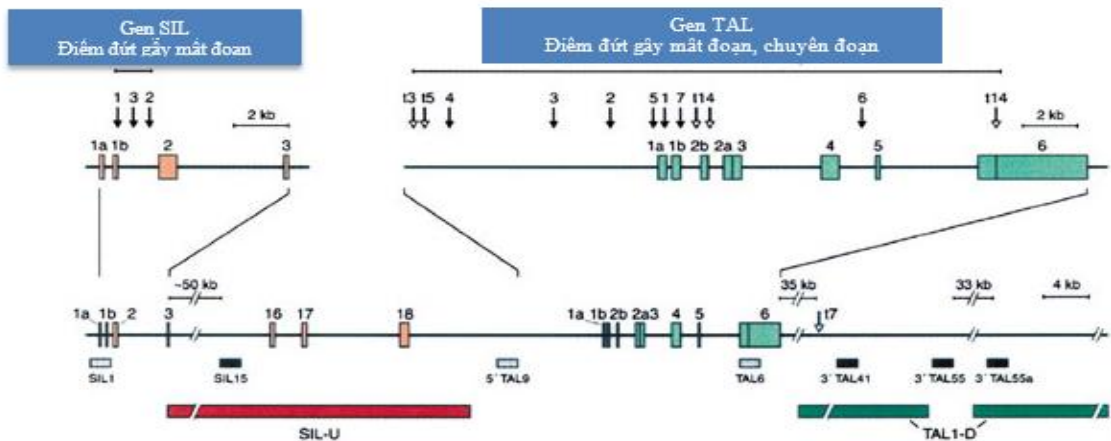 Gen SIL
Điểm đứt gẫy mất đoạn
Gen TAL
Điểm đứt gẫy mất đoạn, chuyển đoạn
1 3 2
2 kb
t3 t5 4 3 2 5 1 7 t1 t4 6 t14
2 kb
1a 1b 2 3
1a 1b 2b 2a 3 4 5 6
~50 kb
35 kb
33 kb
4 kb
1a 1b 2 3 16 17 18
1a 1b 2b 2a3 4 5 6
t7
SIL1 SIL15 5´TAL9 TAL6 3´TAL41 3´TAL55 3´TAL55a
SIL-U
TAL1-D